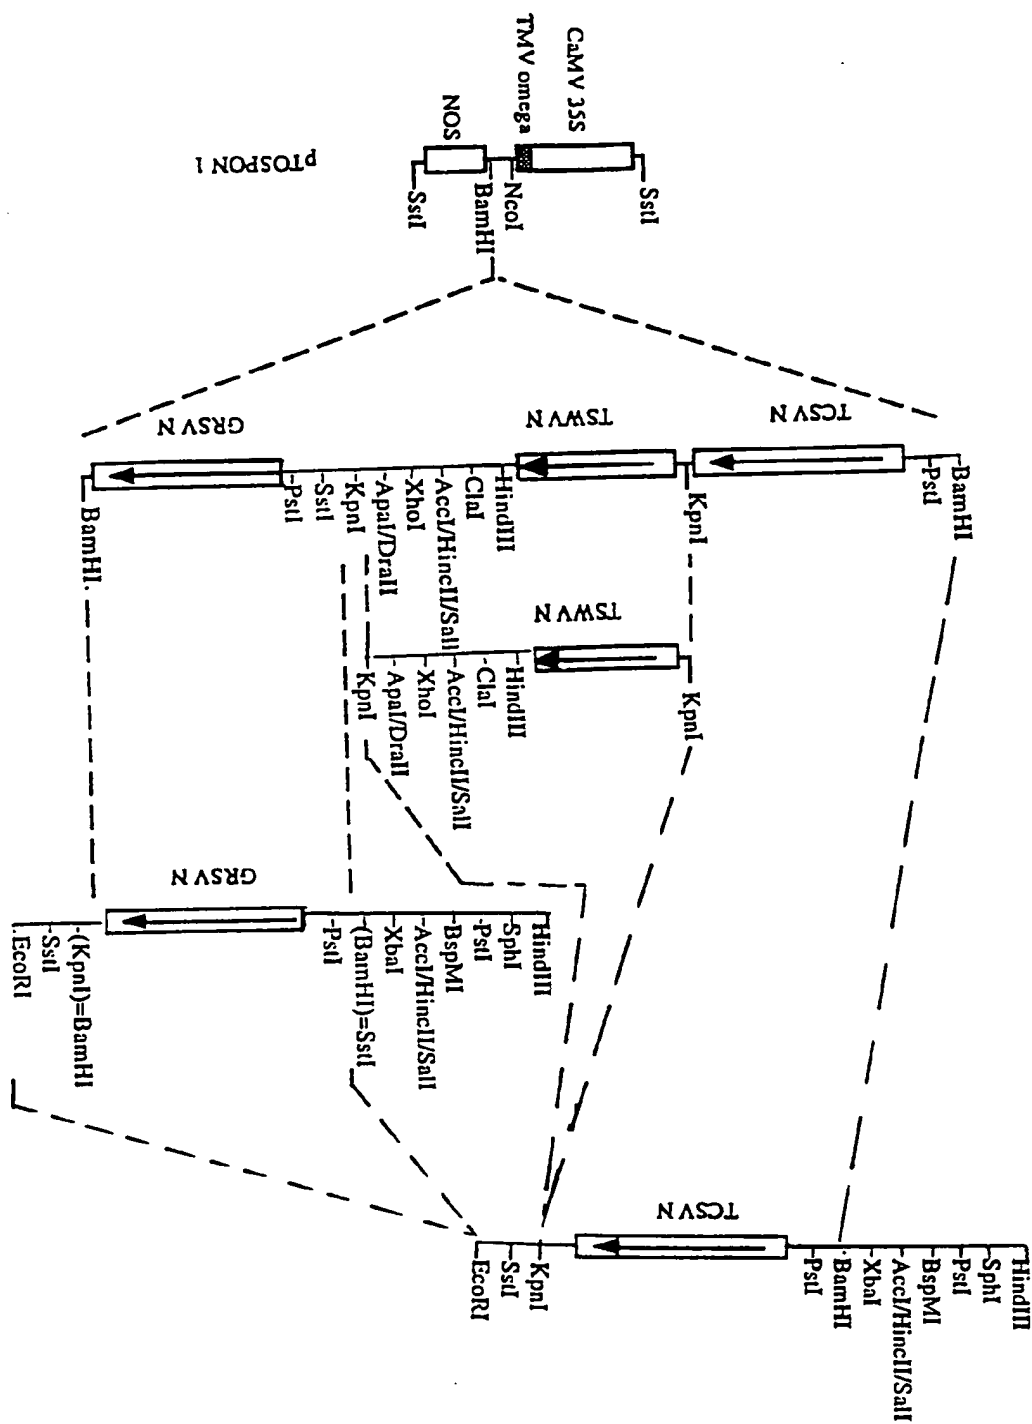 CaMV 35S
TMV omega
NOS
pTOSPON 1
SstI
NcoI
BamHI
SstI
TCSV N
TSWV N
GRSV N
BamHI
PstI
KpnI
HindIII
ClaI
AccI/HincII/SalI
XhoI
ApaI/DraII
KpnI
SstI
PstI
BamHI
TSWV N
KpnI
HindIII
ClaI
AccI/HincII/SalI
XhoI
ApaI/DraII
KpnI
GRSV N
HindIII
SphI
PstI
BspMI
AccI/HincII/SalI
XbaI
(BamHI)=SstI
PstI
(KpnI)=BamHI
SstI
EcoRI
TCSV N
HindIII
SphI
PstI
BspMI
AccI/HincII/SalI
XbaI
BamHI
PstI
KpnI
SstI
EcoRI